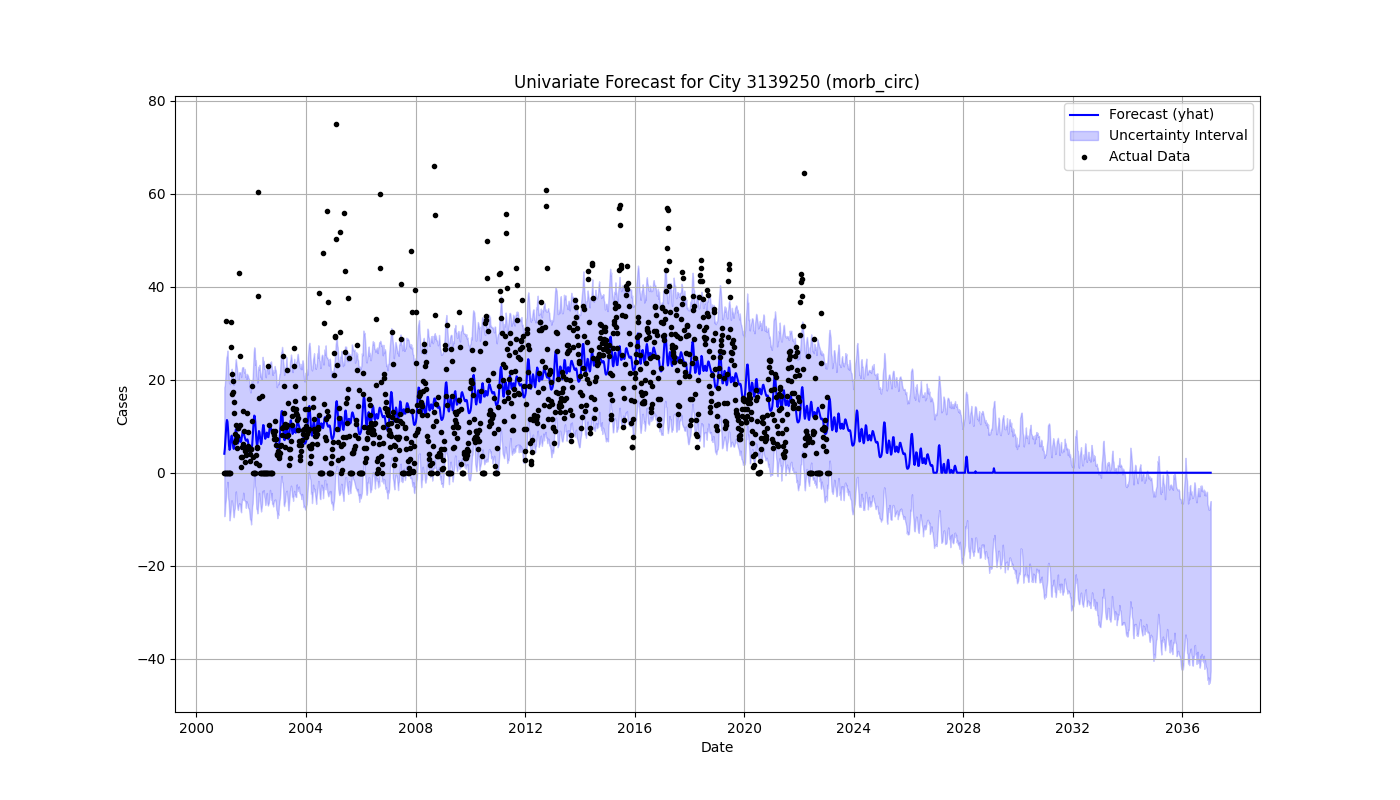 Univariate Forecast for City 3139250 (morb_circ)
Forecast (yhat)
Uncertainty Interval
Actual Data
80
60
40
20
0
−20
−40
Cases
2000 2004 2008 2012 2016 2020 2024 2028 2032 2036
Date